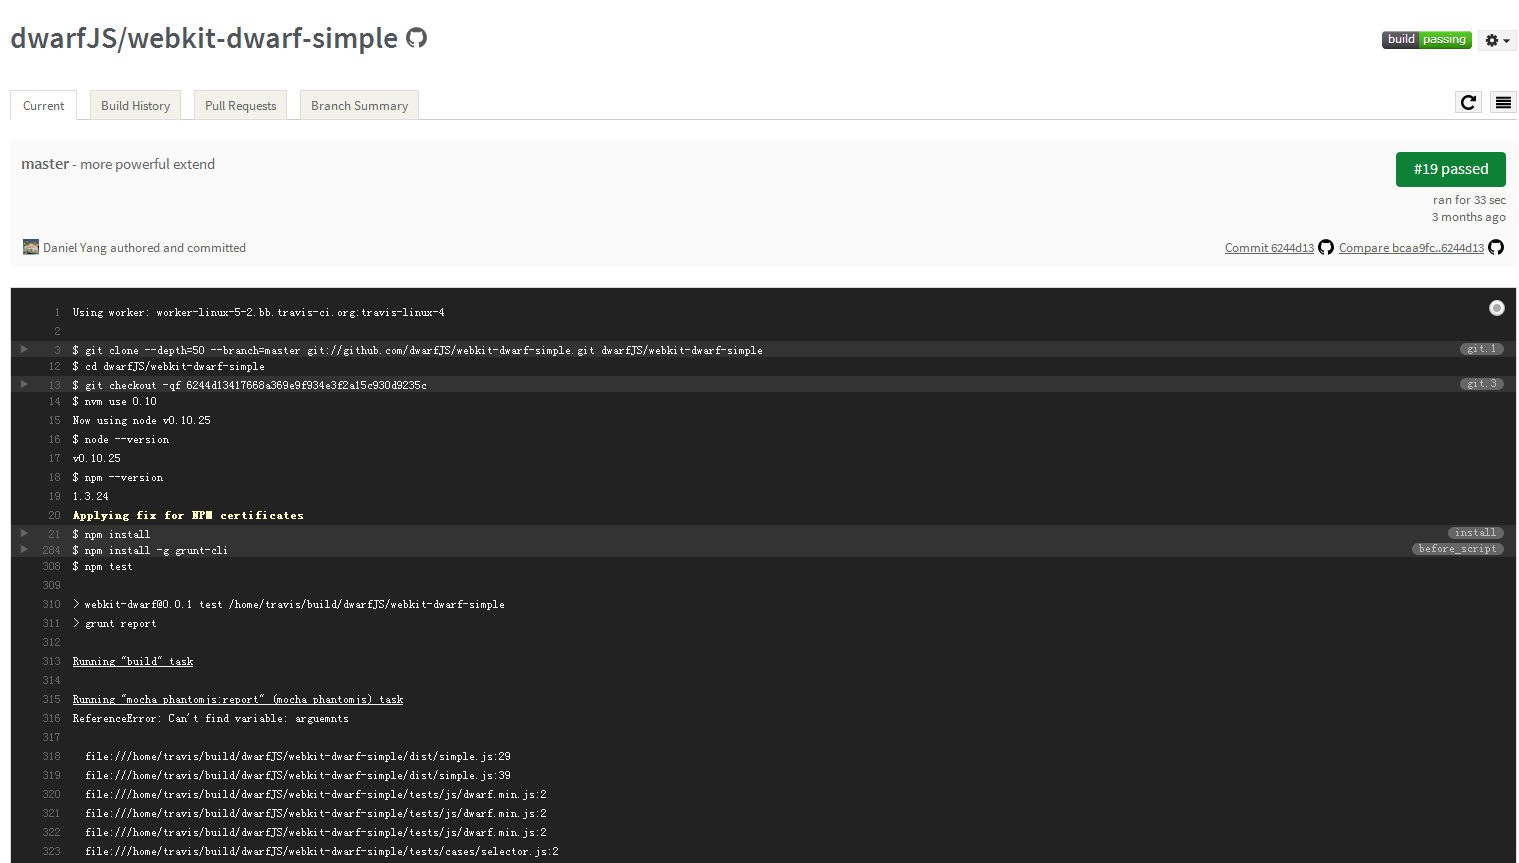 dwarfJS/webkit-dwarf-simple
build passing
Current Build History Pull Requests Branch Summary
master - more powerful extend
#19 passed
ran for 33 sec
3 months ago
Daniel Yang authored and committed
Commit 6244d13 Compare bcaa9fc..6244d13
1 Using worker: worker-linux-5-2.bb.travis-ci.org:travis-linux-4
2
3 $ git clone --depth=50 --branch=master git://github.com/dwarfJS/webkit-dwarf-simple.git dwarfJS/webkit-dwarf-simple git.1
12 $ cd dwarfJS/webkit-dwarf-simple
13 $ git checkout -qf 6244d13417668a369e9f934e3f2a15c930d9235c git.3
14 $ nvm use 0.10
15 Now using node v0.10.25
16 $ node --version
17 v0.10.25
18 $ npm --version
19 1.3.24
20 Applying fix for NPM certificates
21 $ npm install install
284 $ npm install -g grunt-cli before_script
308 $ npm test
309
310 > webkit-dwarf@0.0.1 test /home/travis/build/dwarfJS/webkit-dwarf-simple
311 > grunt report
312
313 Running "build" task
314
315 Running "mocha_phantomjs:report" (mocha_phantomjs) task
316 ReferenceError: Can't find variable: arguemnts
317
318 file:///home/travis/build/dwarfJS/webkit-dwarf-simple/dist/simple.js:29
319 file:///home/travis/build/dwarfJS/webkit-dwarf-simple/dist/simple.js:39
320 file:///home/travis/build/dwarfJS/webkit-dwarf-simple/tests/js/dwarf.min.js:2
321 file:///home/travis/build/dwarfJS/webkit-dwarf-simple/tests/js/dwarf.min.js:2
322 file:///home/travis/build/dwarfJS/webkit-dwarf-simple/tests/js/dwarf.min.js:2
323 file:///home/travis/build/dwarfJS/webkit-dwarf-simple/tests/cases/selector.js:2